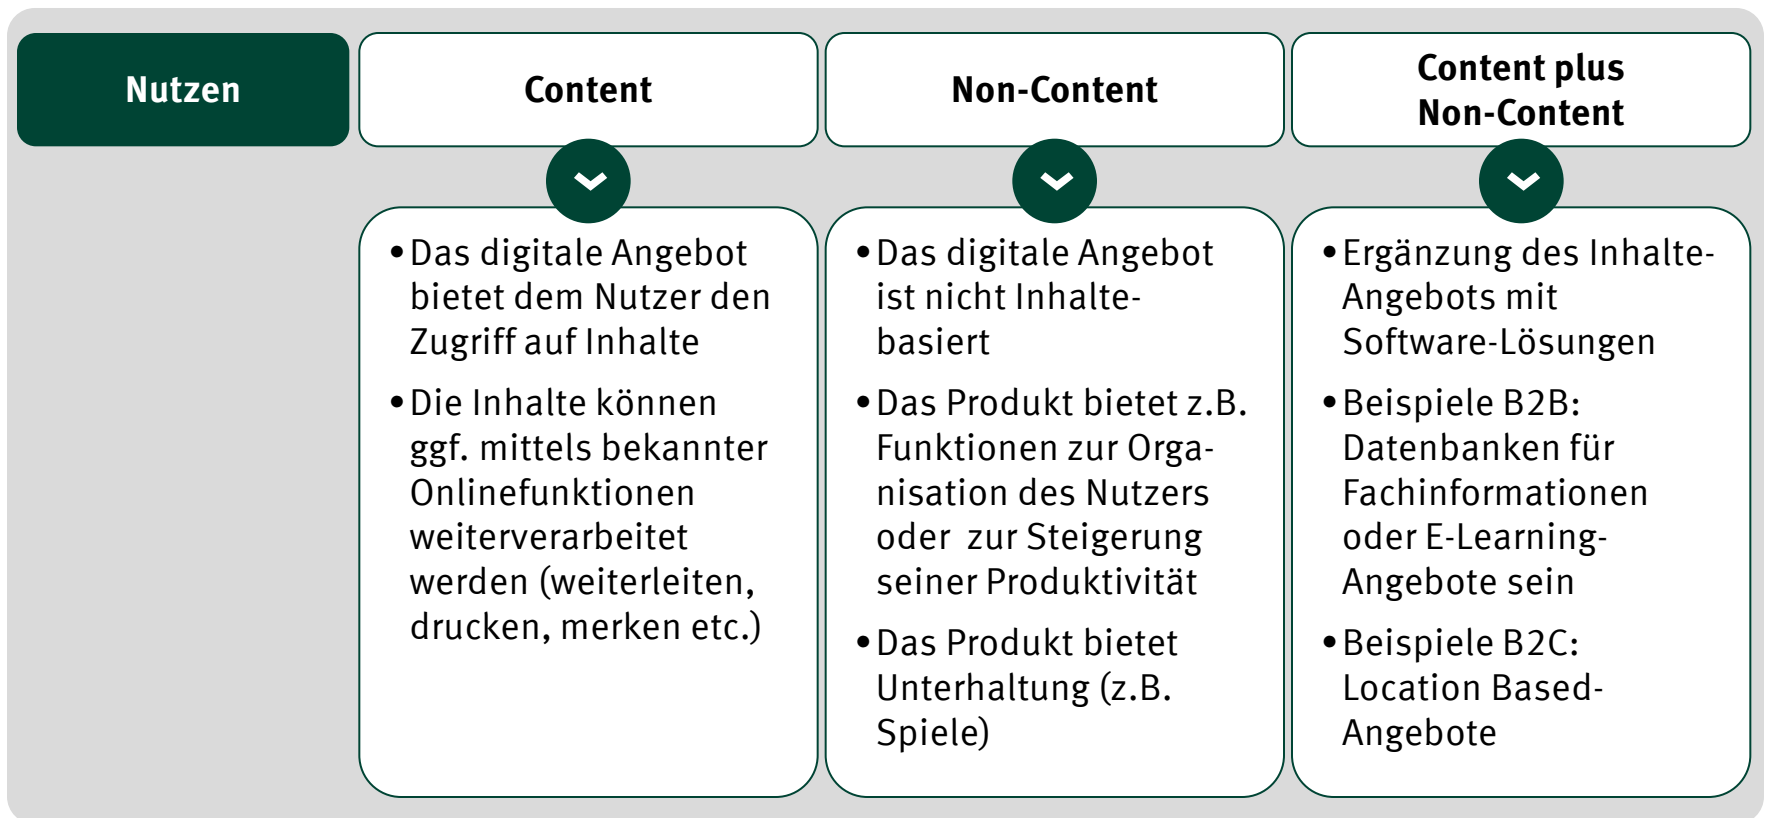 Nutzen
Content
Non-Content
Content plus
Non-Content
•Das digitale Angebot
bietet dem Nutzer den
Zugriff auf Inhalte
•Die Inhalte können
ggf. mittels bekannter
Onlinefunktionen
weiterverarbeitet
werden (weiterleiten,
drucken, merken etc.)
•Das digitale Angebot
ist nicht Inhalte-
basiert
•Das Produkt bietet z.B.
Funktionen zur Orga-
nisation des Nutzers
oder  zur Steigerung
seiner Produktivität
•Das Produkt bietet
Unterhaltung (z.B.
Spiele)
•Ergänzung des Inhalte-
Angebots mit
Software-Lösungen
•Beispiele B2B:
Datenbanken für
Fachinformationen
oder E-Learning-
Angebote sein
•Beispiele B2C:
Location Based-
Angebote